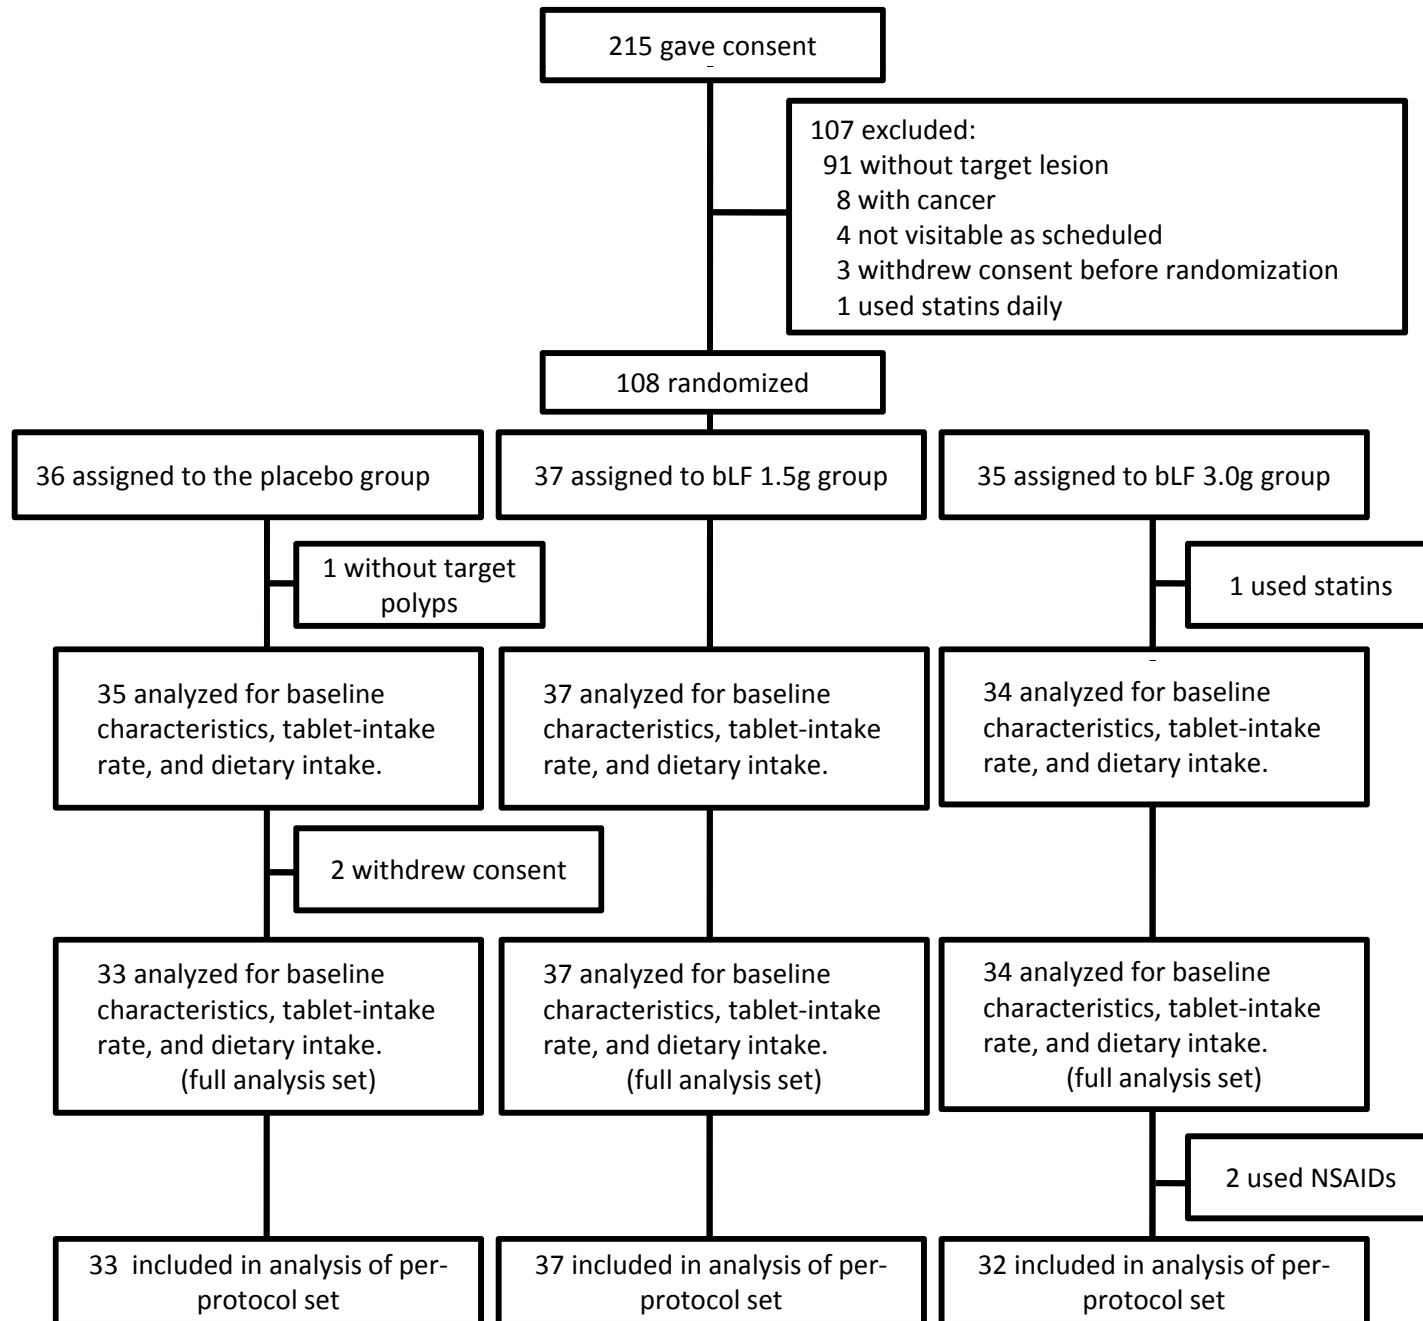 215 gave consent
107 excluded:
91 without target lesion
8 with cancer
4 not visitable as scheduled
3 withdrew consent before randomization
1 used statins daily
108 randomized
36 assigned to the placebo group
37 assigned to bLF 1.5g group
35 assigned to bLF 3.0g group
1 without target
polyps
1 used statins
35 analyzed for baseline
characteristics, tablet-intake
rate, and dietary intake.
37 analyzed for baseline
characteristics, tablet-intake
rate, and dietary intake.
34 analyzed for baseline
characteristics, tablet-intake
rate, and dietary intake.
2 withdrew consent
33 analyzed for baseline
characteristics, tablet-intake
rate, and dietary intake.
(full analysis set)
37 analyzed for baseline
characteristics, tablet-intake
rate, and dietary intake.
(full analysis set)
34 analyzed for baseline
characteristics, tablet-intake
rate, and dietary intake.
(full analysis set)
2 used NSAIDs
33 included in analysis of per-
protocol set
37 included in analysis of per-
protocol set
32 included in analysis of per-
protocol set